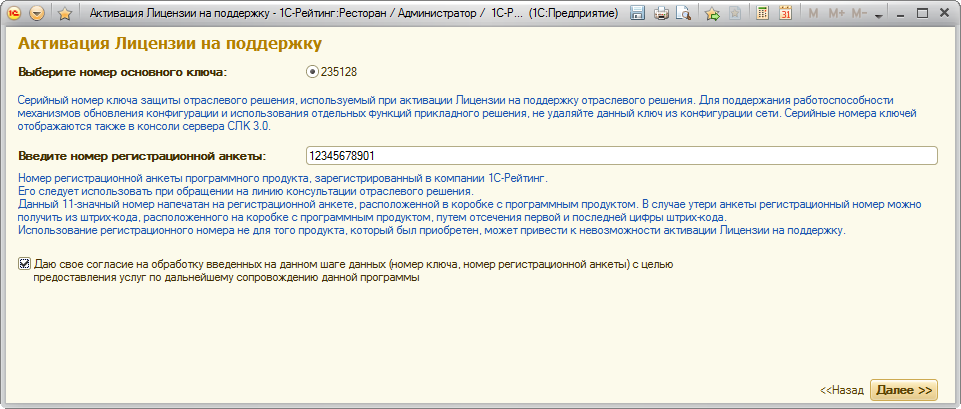 Активация Лицензии на поддержку - 1С-Рейтинг:Ресторан / Администратор / 1С-Р... (1С:Предприятие)
M M+ M-
31
Активация Лицензии на поддержку
Выберите номер основного ключа: 235128
Серийный номер ключа защиты отраслевого решения, используемый при активации Лицензии на поддержку отраслевого решения. Для поддержания работоспособности
механизмов обновления конфигурации и использования отдельных функций прикладного решения, не удаляйте данный ключ из конфигурации сети. Серийные номера ключей
отображаются также в консоли сервера СЛК 3.0.
Введите номер регистрационной анкеты: 12345678901
Номер регистрационной анкеты программного продукта, зарегистрированный в компании 1С-Рейтинг.
Его следует использовать при обращении на линию консультации отраслевого решения.
Данный 11-значный номер напечатан на регистрационной анкете, расположенной в коробке с программным продуктом. В случае утери анкеты регистрационный номер можно
получить из штрих-кода, расположенного на коробке с программным продуктом, путем отсечения первой и последней цифры штрих-кода.
Использование регистрационного номера не для того продукта, который был приобретен, может привести к невозможности активации Лицензии на поддержку.
Даю свое согласие на обработку введенных на данном шаге данных (номер ключа, номер регистрационной анкеты) с целью
предоставления услуг по дальнейшему сопровождению данной программы
<<Назад Далее >>